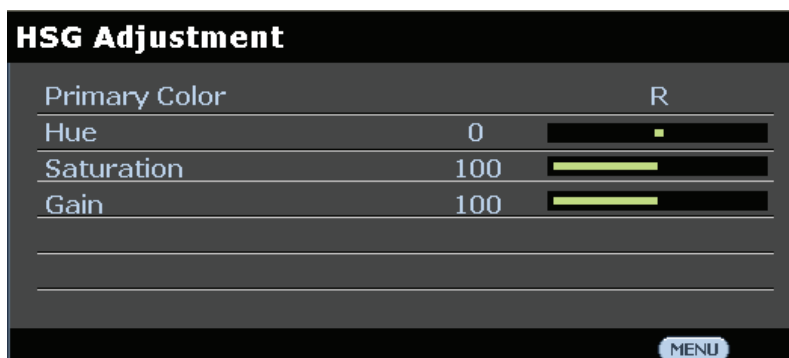 HSG Adjustment
Primary Color R
Hue 0
Saturation 100
Gain 100
MENU